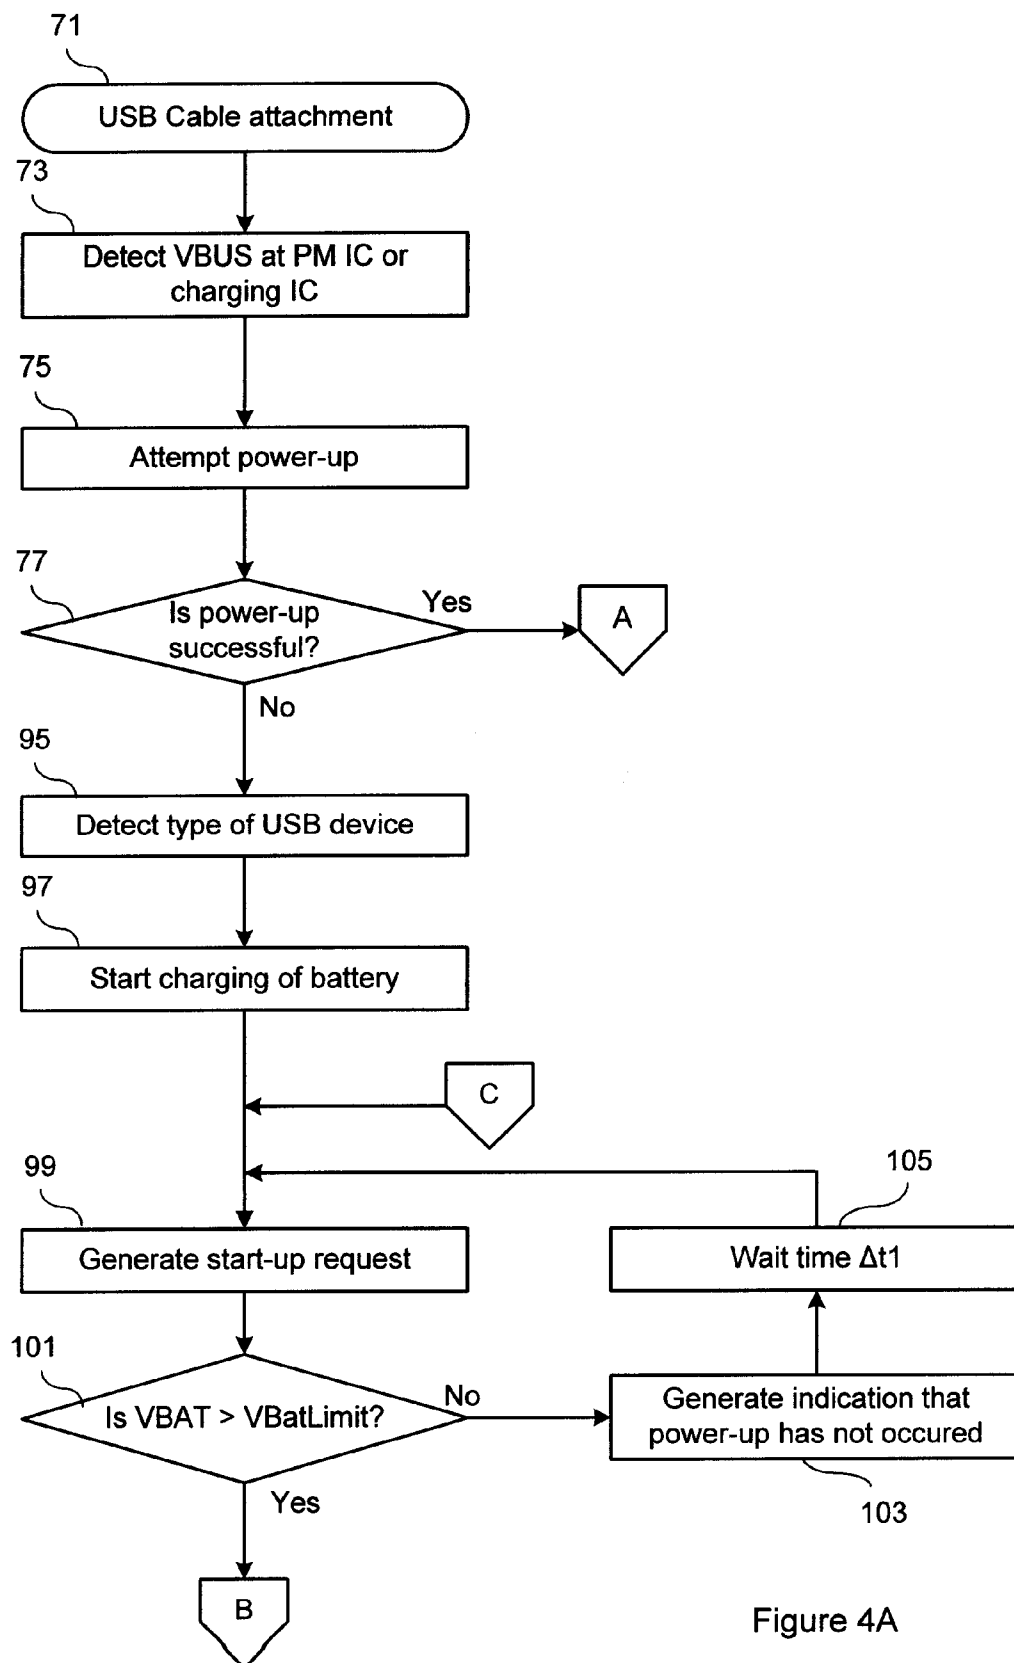 71
USB Cable attachment
73
Detect VBUS at PM IC or
charging IC
75
Attempt power-up
77
Is power-up
successful?
Yes
A
No
95
Detect type of USB device
97
Start charging of battery
C
99
105
Generate start-up request
Wait time Δt1
101
Is VBAT > VBatLimit?
No
Generate indication that
power-up has not occured
103
Yes
B
Figure 4A